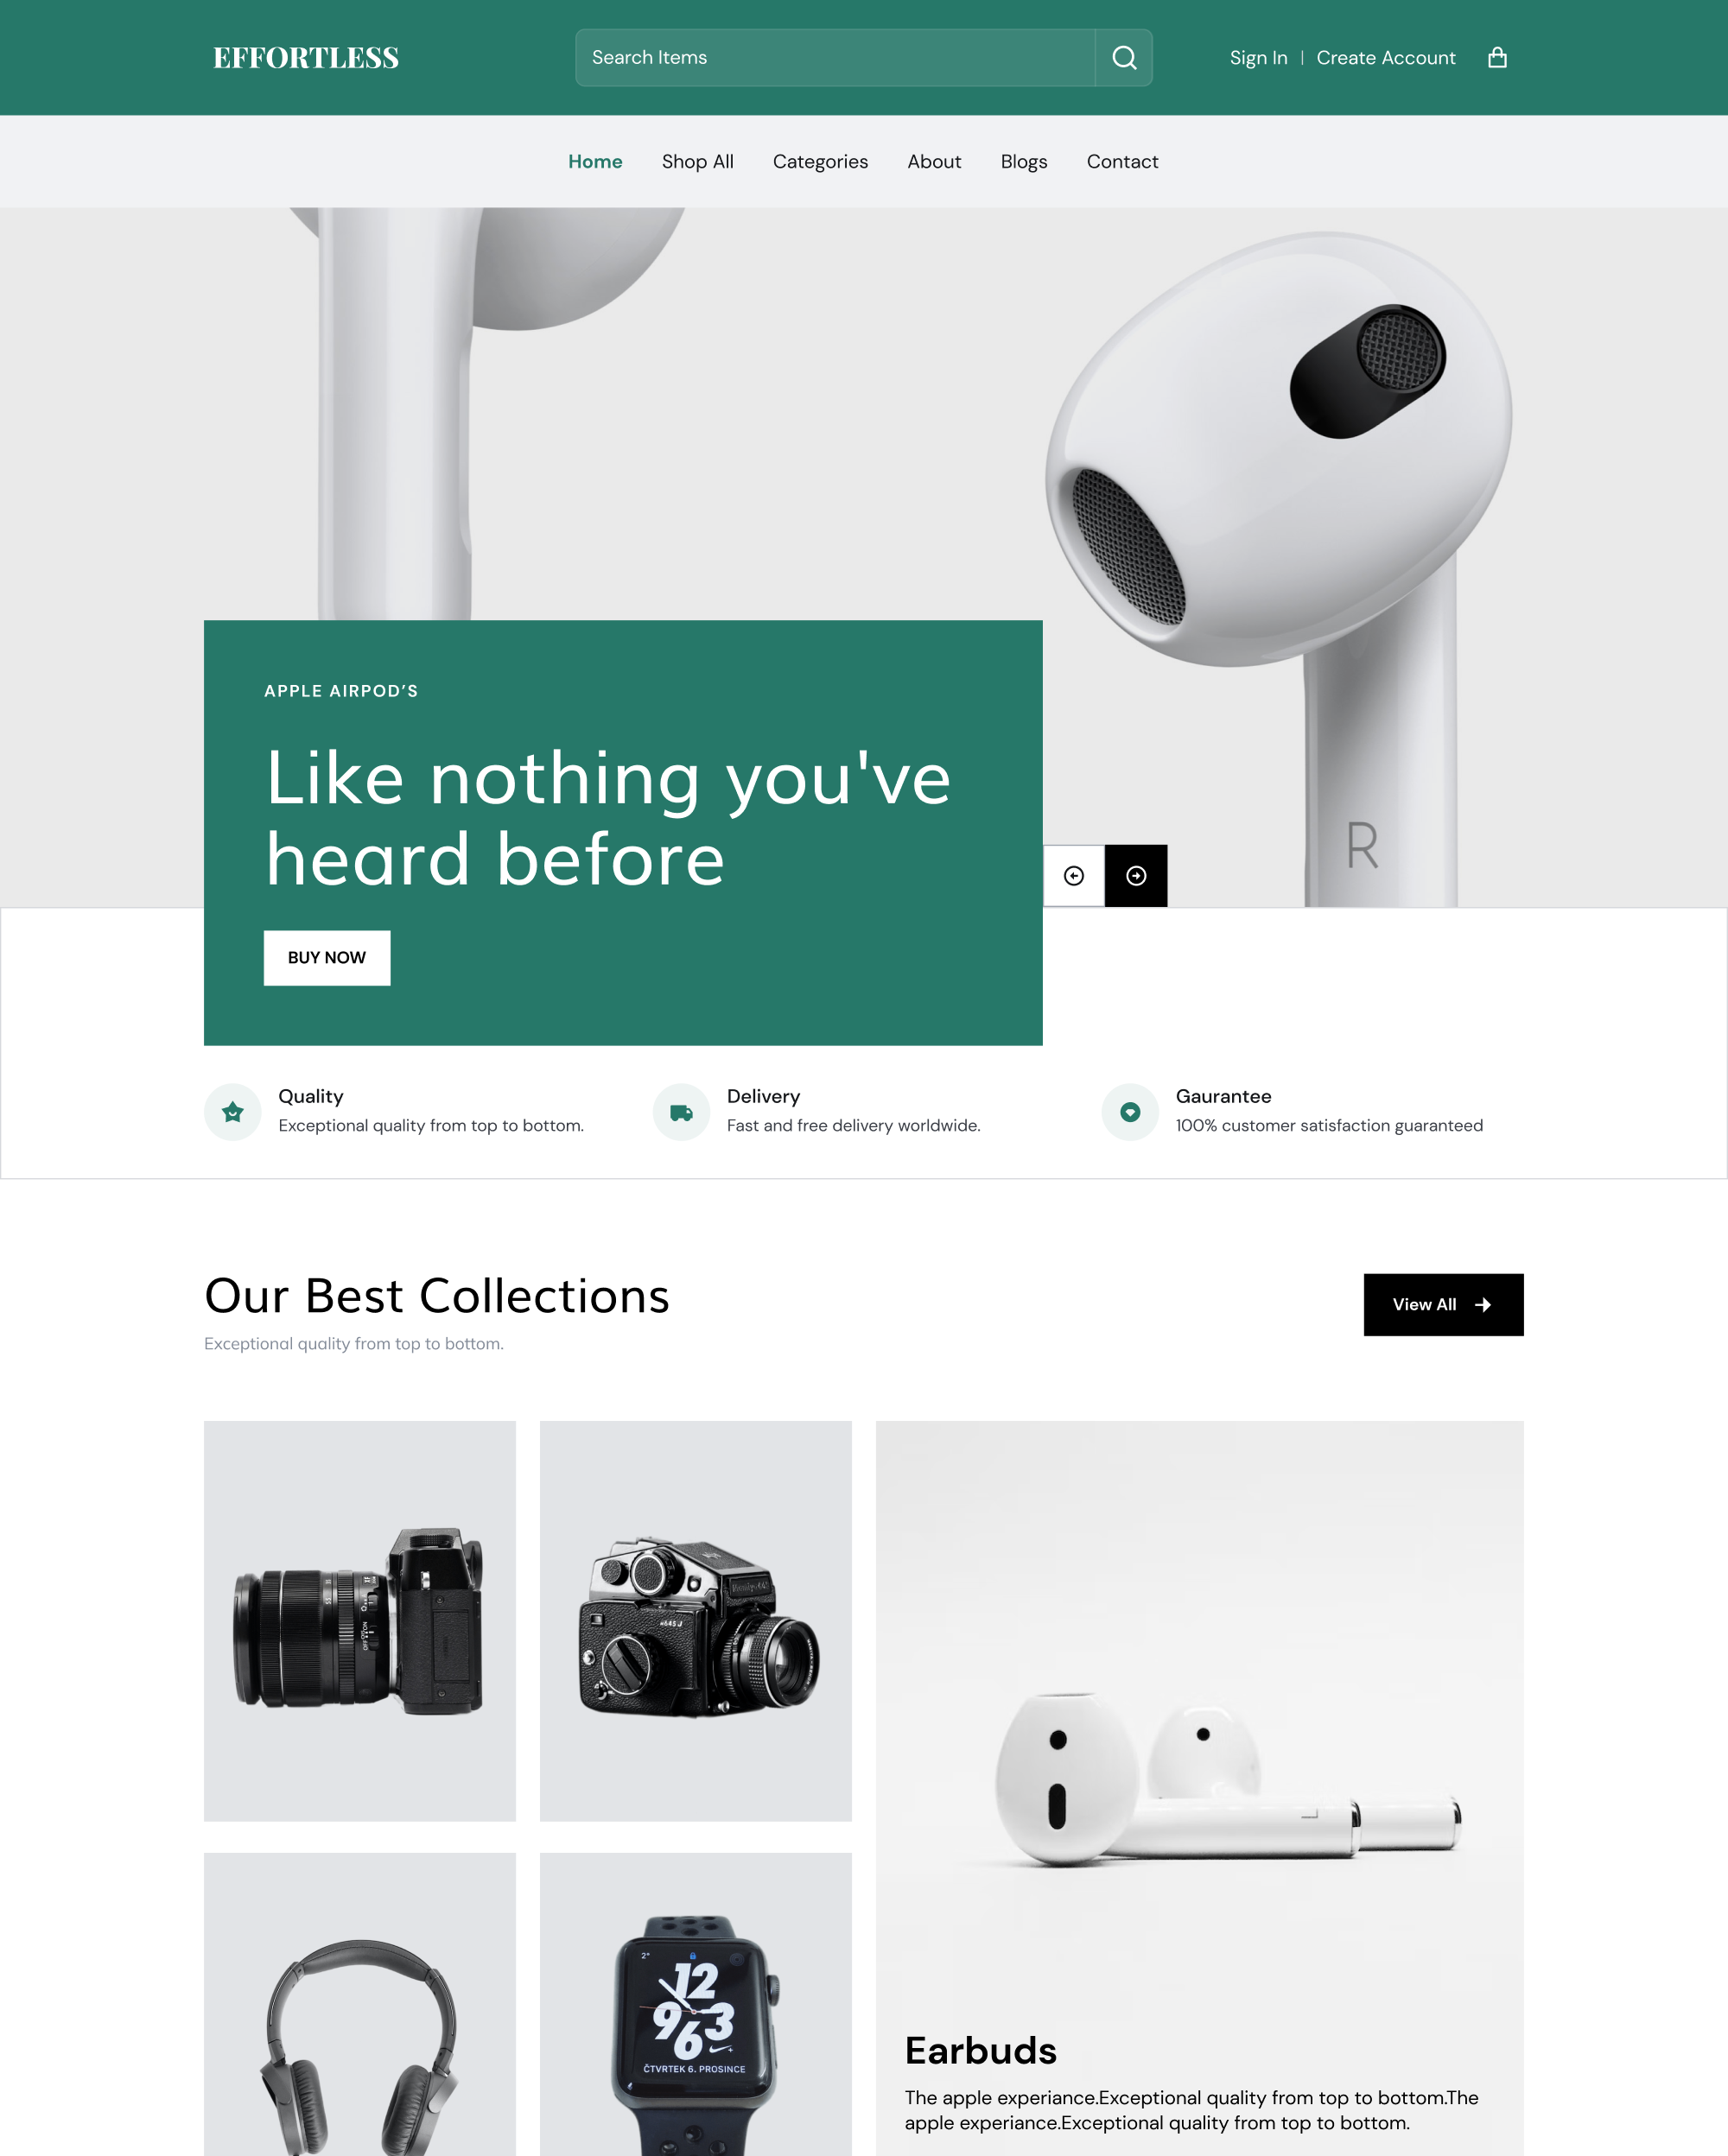 EFFORTLESS
Search Items
Sign In | Create Account
Home Shop All Categories About Blogs Contact
APPLE AIRPOD’S
Like nothing you've
heard before
R
BUY NOW
Quality
Exceptional quality from top to bottom.
Delivery
Fast and free delivery worldwide.
Gaurantee
100% customer satisfaction guaranteed
Our Best Collections
Exceptional quality from top to bottom.
View All
M645 J
2°
12
9 3
6
ČTVRTEK 6. PROSINCE
Earbuds
The apple experiance.Exceptional quality from top to bottom.The
apple experiance.Exceptional quality from top to bottom.